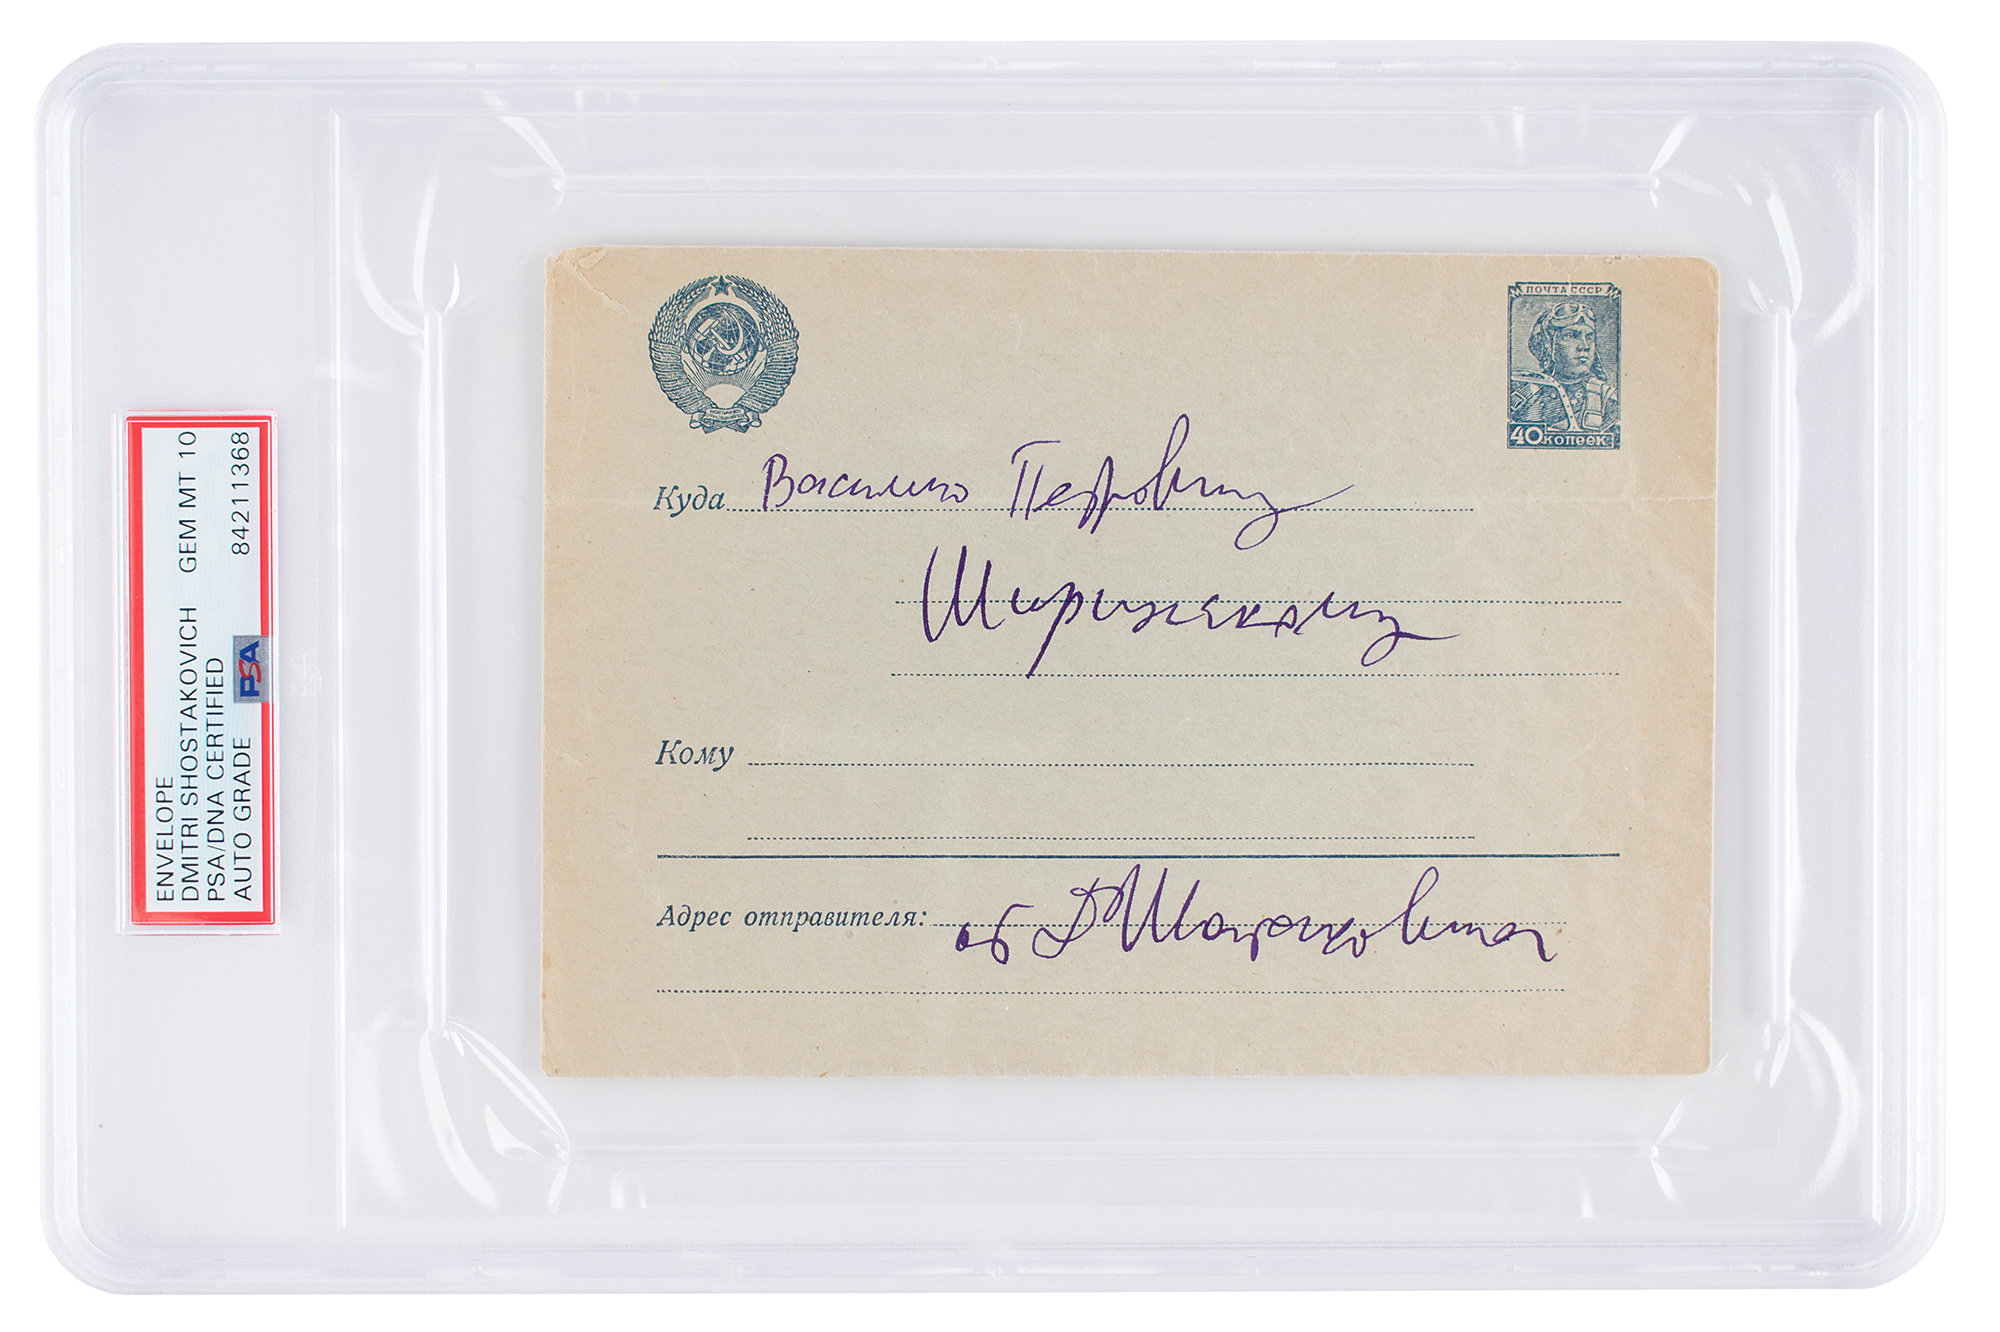 ENVELOPE
DMITRI SHOSTAKOVICH GEM MT 10
PSA/DNA CERTIFIED
AUTO GRADE 84211368
PSA
ПОЧТА СССР
40 КОПЕЕК
Куда Василию Петровичу
Ширинскому
Кому
Адрес отправителя: от Д Шостаковича